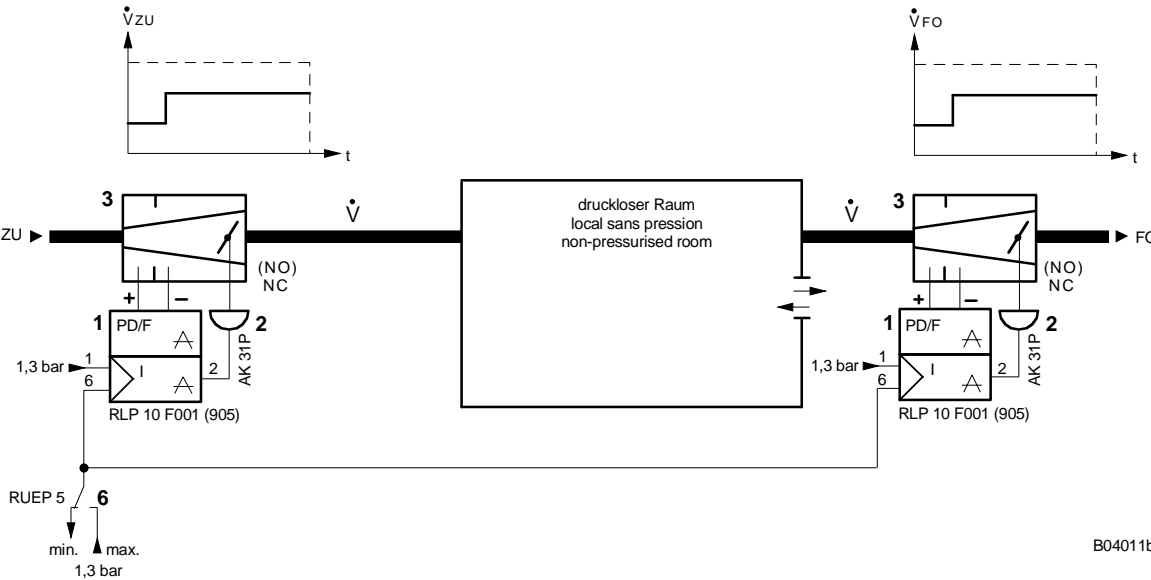 V̇ZU
V̇FO
t
t
3
V̇
druckloser Raum
local sans pression
non-pressurised room
V̇
3
ZU
FO
(NO)
NC
(NO)
NC
+
–
+
–
1
PD/F
2
1
PD/F
2
1,3 bar
1
6
I
2
AK 31P
1,3 bar
1
6
I
2
AK 31P
RLP 10 F001 (905)
RLP 10 F001 (905)
RUEP 5
6
min.
max.
1,3 bar
B04011b